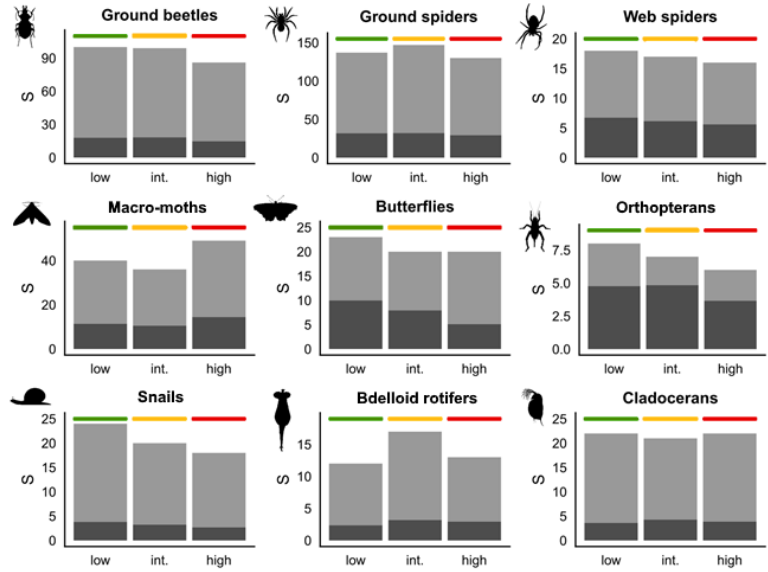 Ground beetles
S
90
60
30
0
low int. high
Ground spiders
S
150
100
50
0
low int. high
Web spiders
S
20
15
10
5
0
low int. high
Macro-moths
S
40
20
0
low int. high
Butterflies
S
25
20
15
10
5
0
low int. high
Orthopterans
S
7.5
5.0
2.5
0.0
low int. high
Snails
S
25
20
15
10
5
0
low int. high
Bdelloid rotifers
S
15
10
5
0
low int. high
Cladocerans
S
25
20
15
10
5
0
low int. high